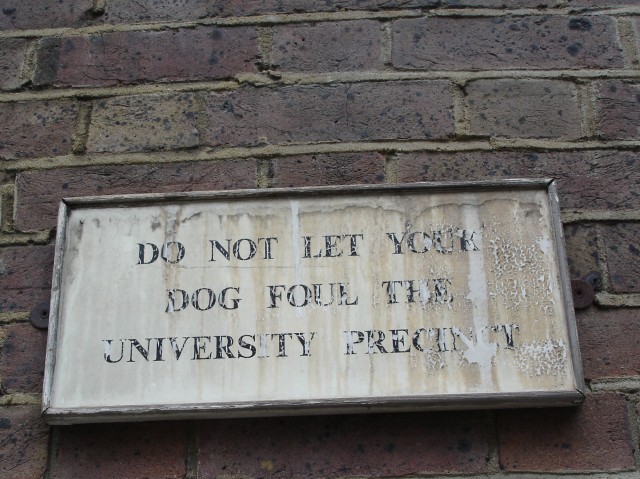 DO NOT LET YOUR
DOG FOUL THE
UNIVERSITY PRECINCT